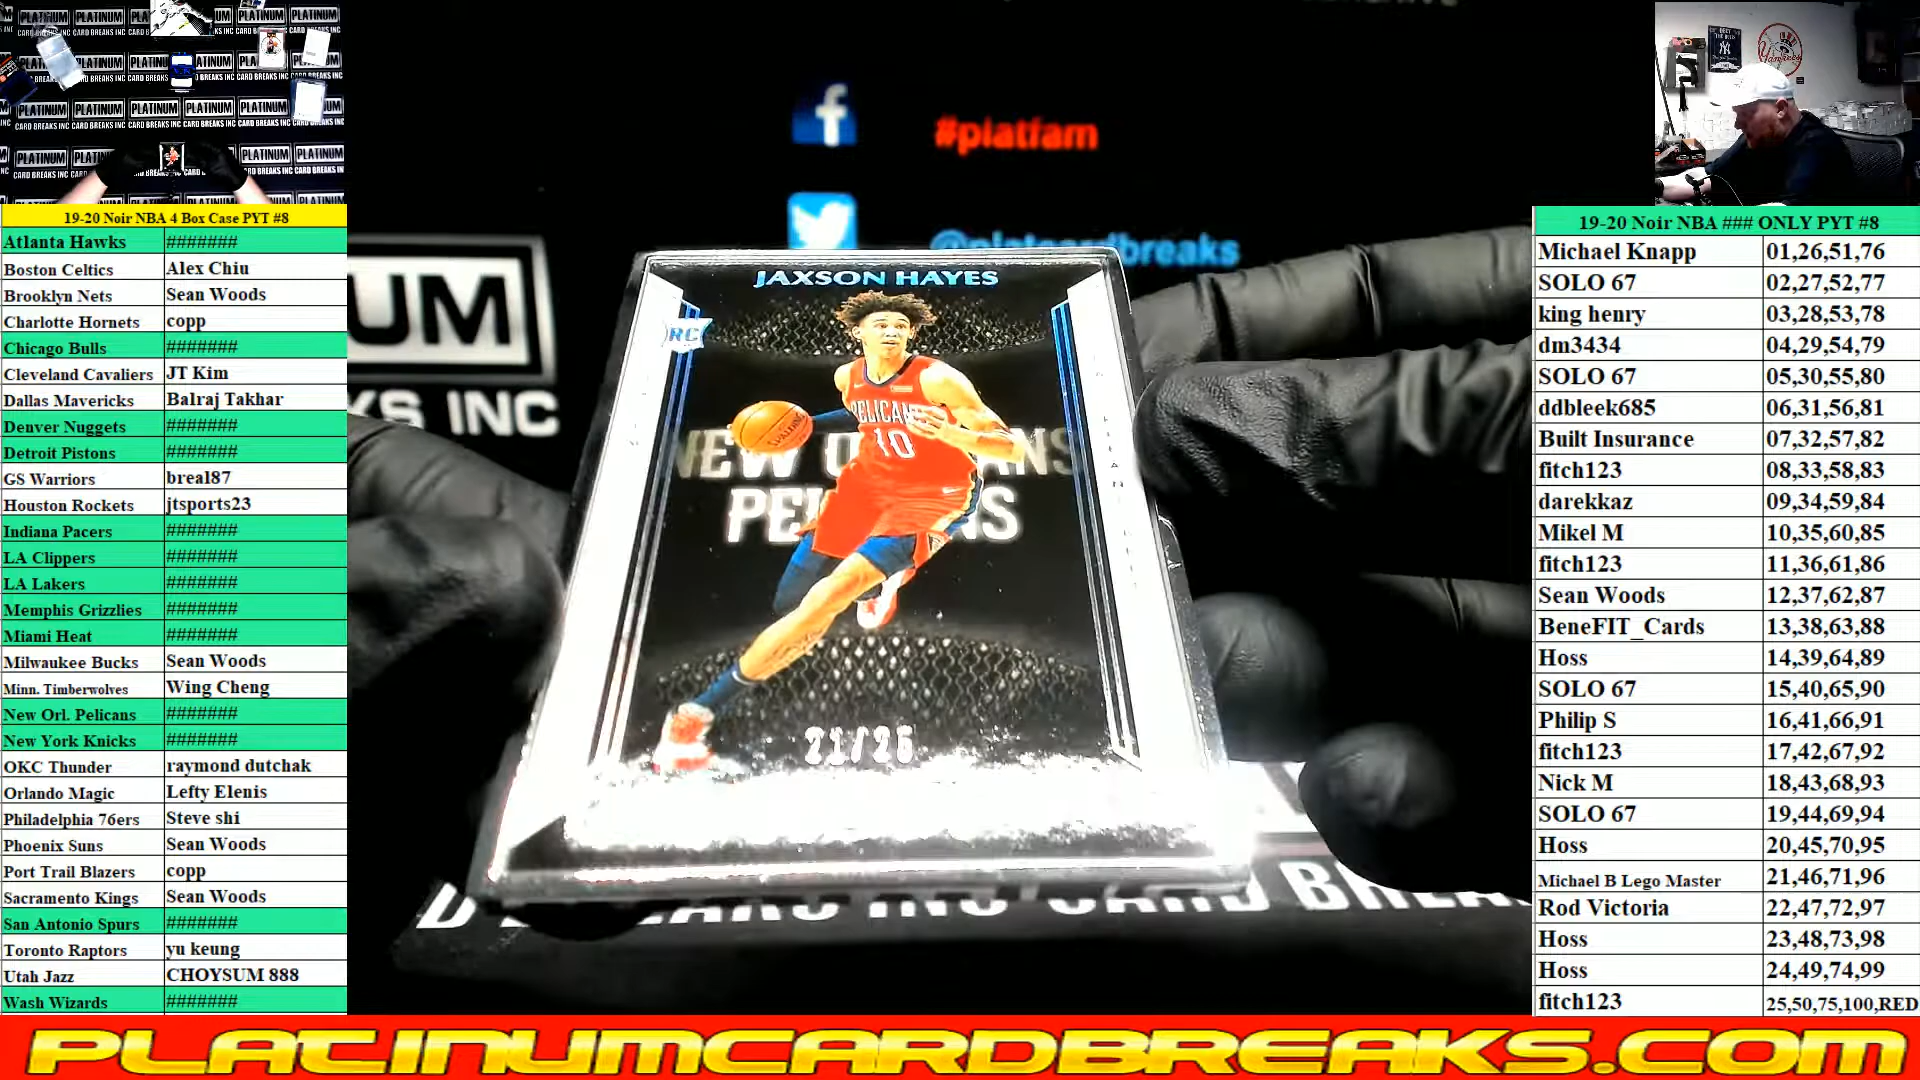 19-20 Noir NBA 4 Box Case PYT #8
Atlanta Hawks #######
Boston Celtics Alex Chiu
Brooklyn Nets Sean Woods
Charlotte Hornets copp
Chicago Bulls #######
Cleveland Cavaliers JT Kim
Dallas Mavericks Balraj Takhar
Denver Nuggets #######
Detroit Pistons #######
GS Warriors breal87
Houston Rockets jtsports23
Indiana Pacers #######
LA Clippers #######
LA Lakers #######
Memphis Grizzlies #######
Miami Heat #######
Milwaukee Bucks Sean Woods
Minn. Timberwolves Wing Cheng
New Orl. Pelicans #######
New York Knicks #######
OKC Thunder raymond dutchak
Orlando Magic Lefty Elenis
Philadelphia 76ers Steve shi
Phoenix Suns Sean Woods
Port Trail Blazers copp
Sacramento Kings Sean Woods
San Antonio Spurs #######
Toronto Raptors yu keung
Utah Jazz CHOYSUM 888
Wash Wizards #######
#platfam
JAXSON HAYES
RC
PELICANS
10
21/25
19-20 Noir NBA ### ONLY PYT #8
Michael Knapp 01,26,51,76
SOLO 67 02,27,52,77
king henry 03,28,53,78
dm3434 04,29,54,79
SOLO 67 05,30,55,80
ddbleek685 06,31,56,81
Built Insurance 07,32,57,82
fitch123 08,33,58,83
darekkaz 09,34,59,84
Mikel M 10,35,60,85
fitch123 11,36,61,86
Sean Woods 12,37,62,87
BeneFIT_Cards 13,38,63,88
Hoss 14,39,64,89
SOLO 67 15,40,65,90
Philip S 16,41,66,91
fitch123 17,42,67,92
Nick M 18,43,68,93
SOLO 67 19,44,69,94
Hoss 20,45,70,95
Michael B Lego Master 21,46,71,96
Rod Victoria 22,47,72,97
Hoss 23,48,73,98
Hoss 24,49,74,99
fitch123 25,50,75,100,RED
PLATINUMCARDBREAKS.COM